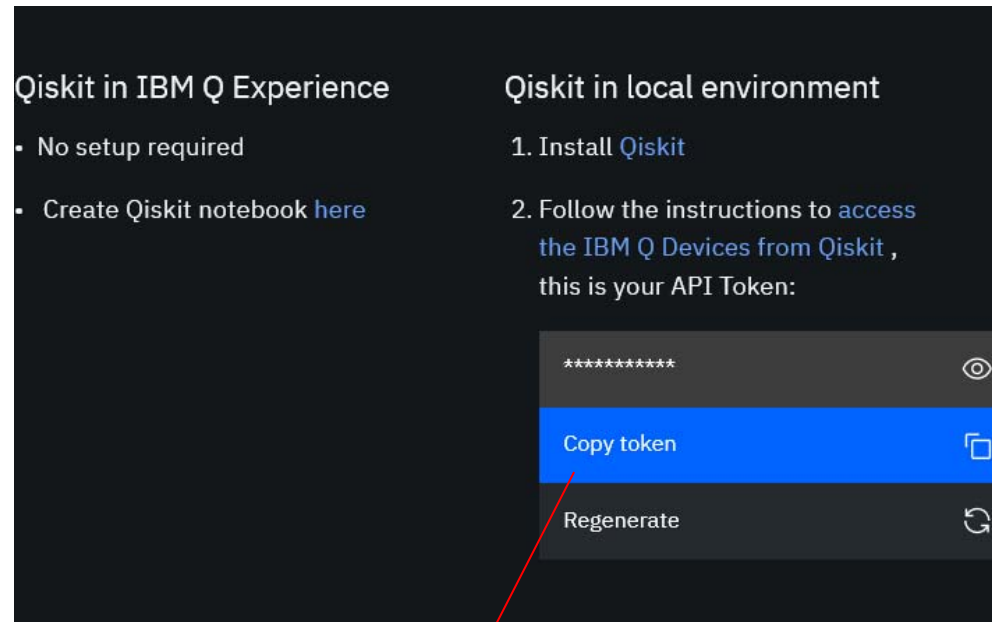 Qiskit in IBM Q Experience
• No setup required
• Create Qiskit notebook here
Qiskit in local environment
1. Install Qiskit
2. Follow the instructions to access
the IBM Q Devices from Qiskit ,
this is your API Token:
***********
Copy token
Regenerate